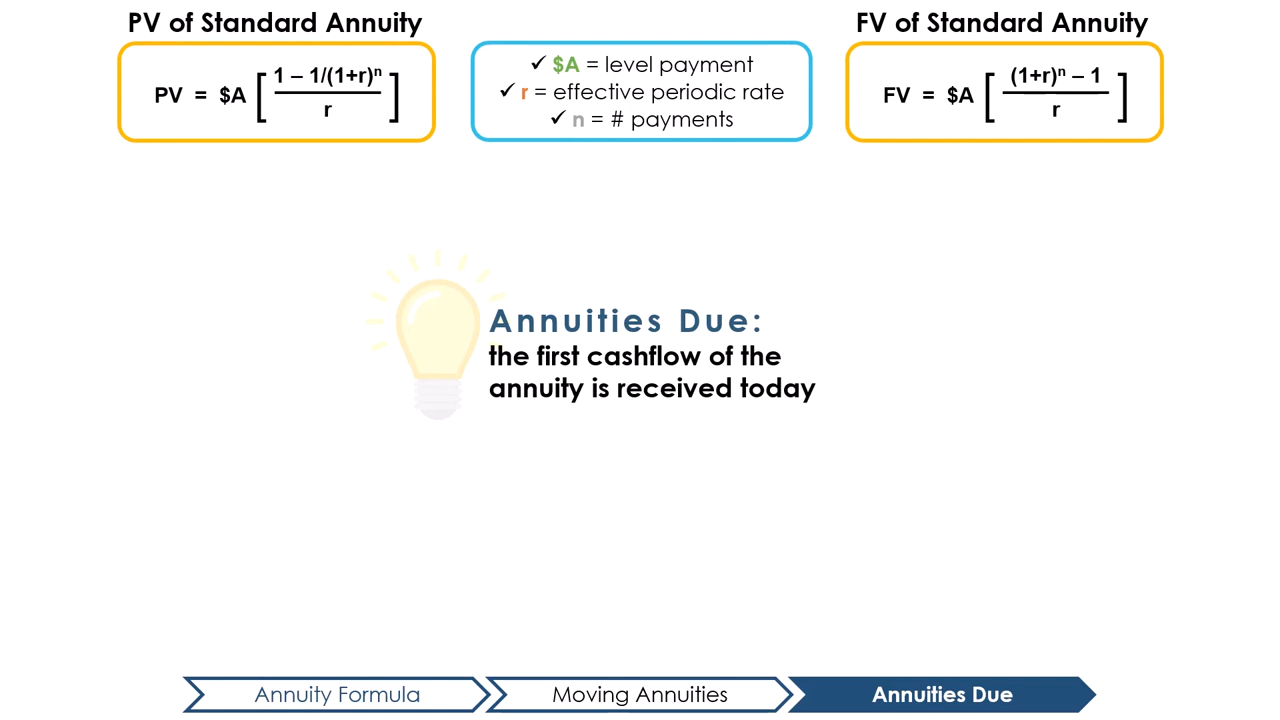 PV of Standard Annuity
PV = $A [ 1 – 1/(1+r)ⁿ / r ]
✓ $A = level payment
✓ r = effective periodic rate
✓ n = # payments
FV of Standard Annuity
FV = $A [ (1+r)ⁿ – 1 / r ]
Annuities Due:
the first cashflow of the
annuity is received today
Annuity Formula
Moving Annuities
Annuities Due